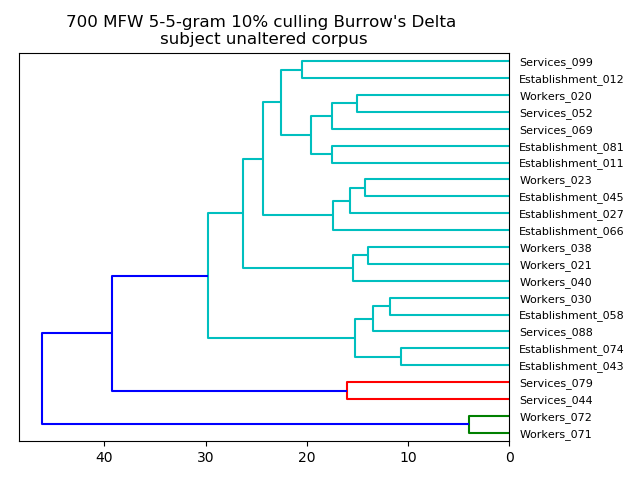 700 MFW 5-5-gram 10% culling Burrow's Delta
subject unaltered corpus
Services_099
Establishment_012
Workers_020
Services_052
Services_069
Establishment_081
Establishment_011
Workers_023
Establishment_045
Establishment_027
Establishment_066
Workers_038
Workers_021
Workers_040
Workers_030
Establishment_058
Services_088
Establishment_074
Establishment_043
Services_079
Services_044
Workers_072
Workers_071
40 30 20 10 0